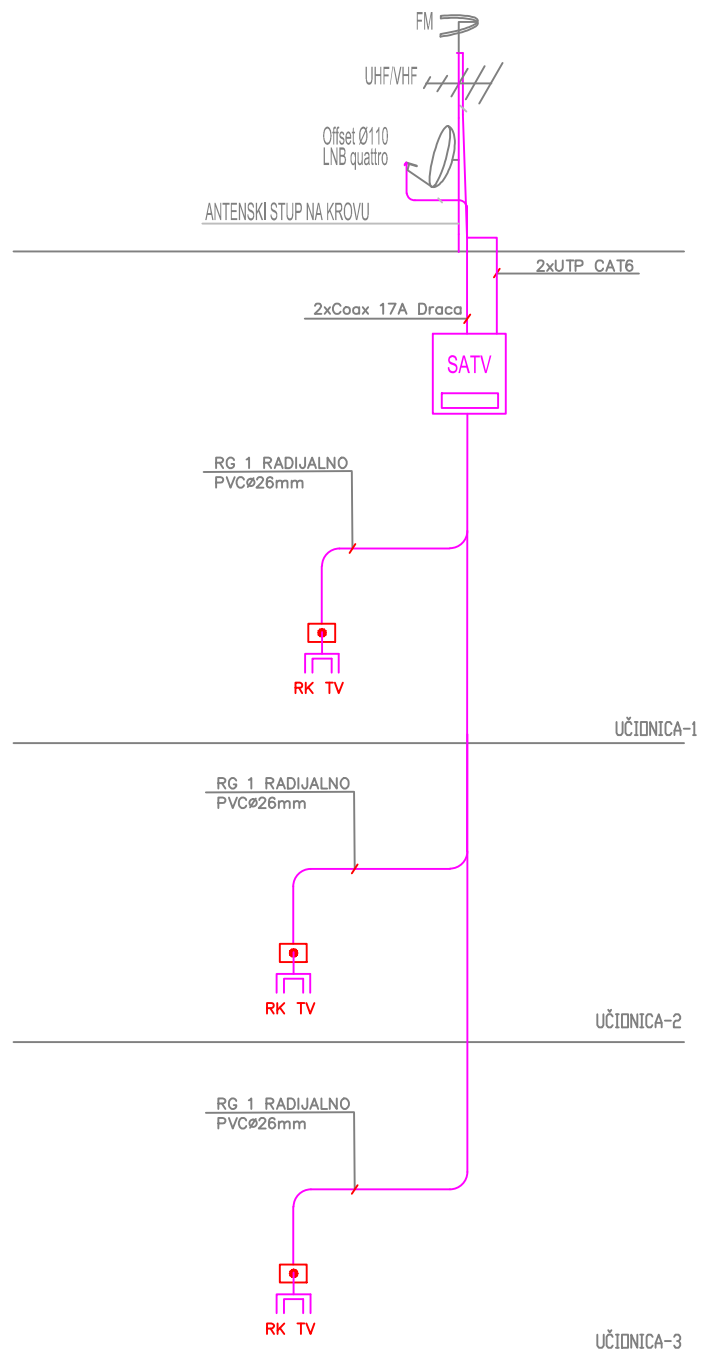 FM
UHF/VHF
Offset Ø110
LNB quattro
ANTENSKI STUP NA KROVU
2xUTP CAT6
2xCoax 17A Draca
SATV
RG 1 RADIJALNO
PVCø26mm
RK TV
UČIONICA-1
RG 1 RADIJALNO
PVCø26mm
RK TV
UČIONICA-2
RG 1 RADIJALNO
PVCø26mm
RK TV
UČIONICA-3